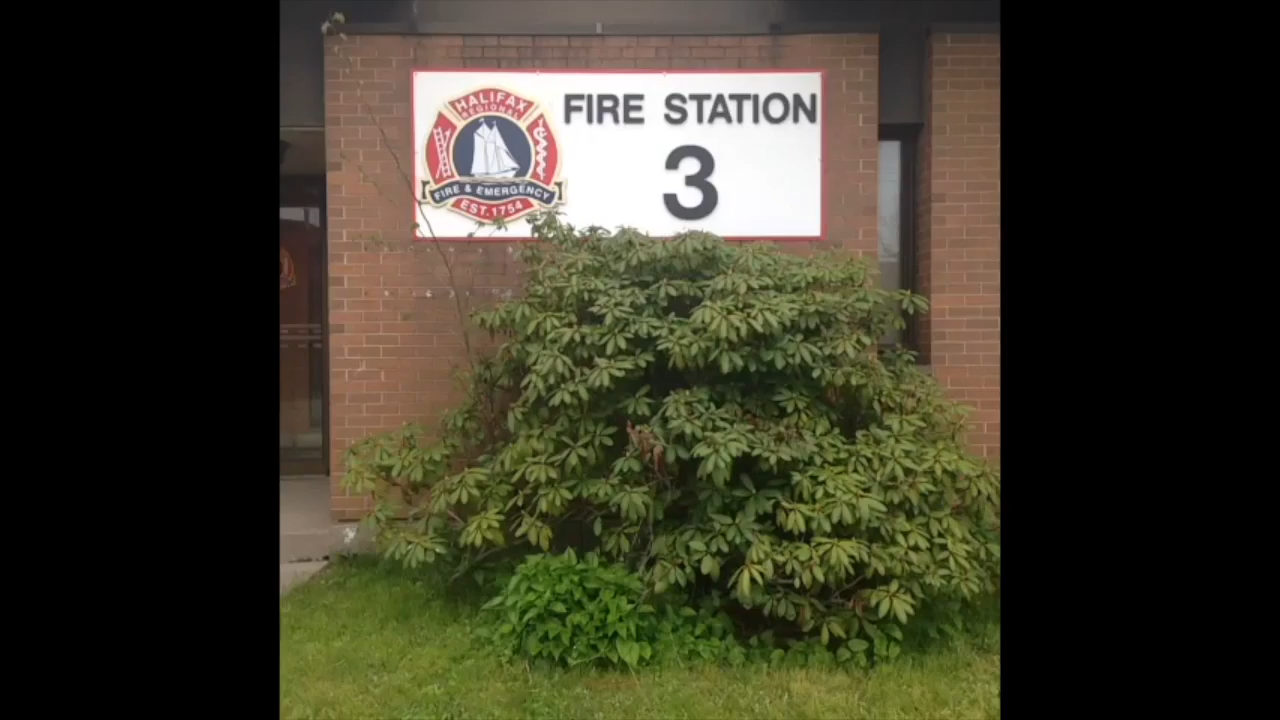 HALIFAX
REGIONAL
FIRE & EMERGENCY
EST. 1754
FIRE STATION
3